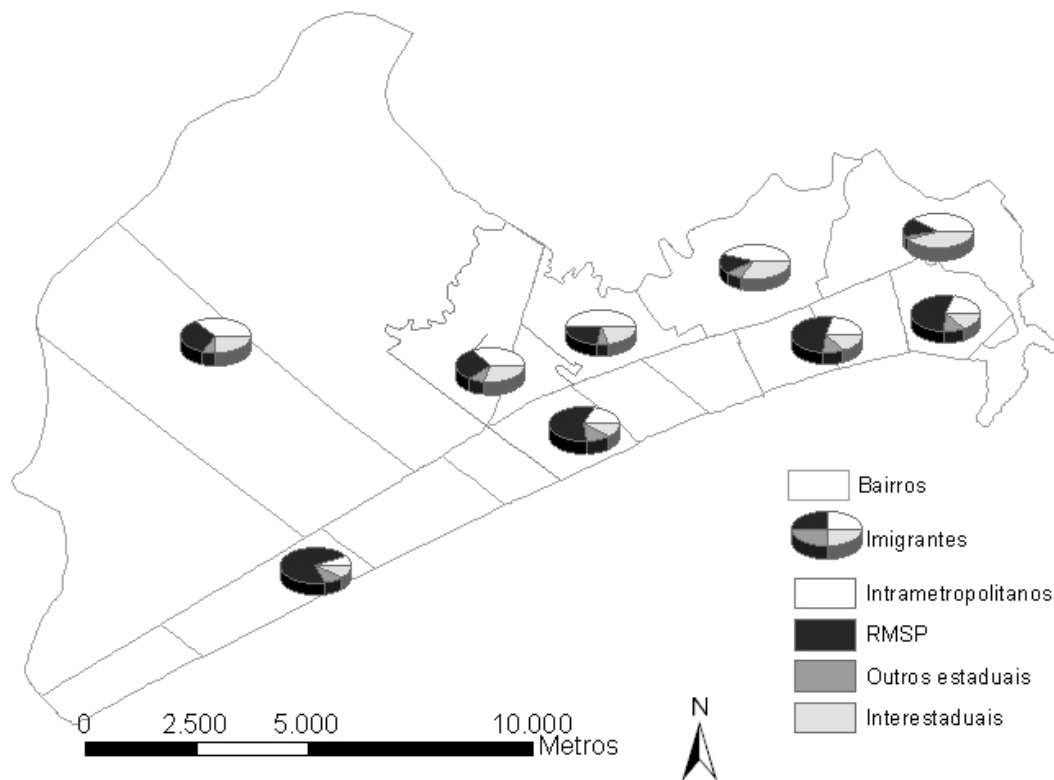 Bairros
Imigrantes
Intrametropolitanos
RMSP
Outros estaduais
Interestaduais
0 2.500 5.000 10.000
Metros
N